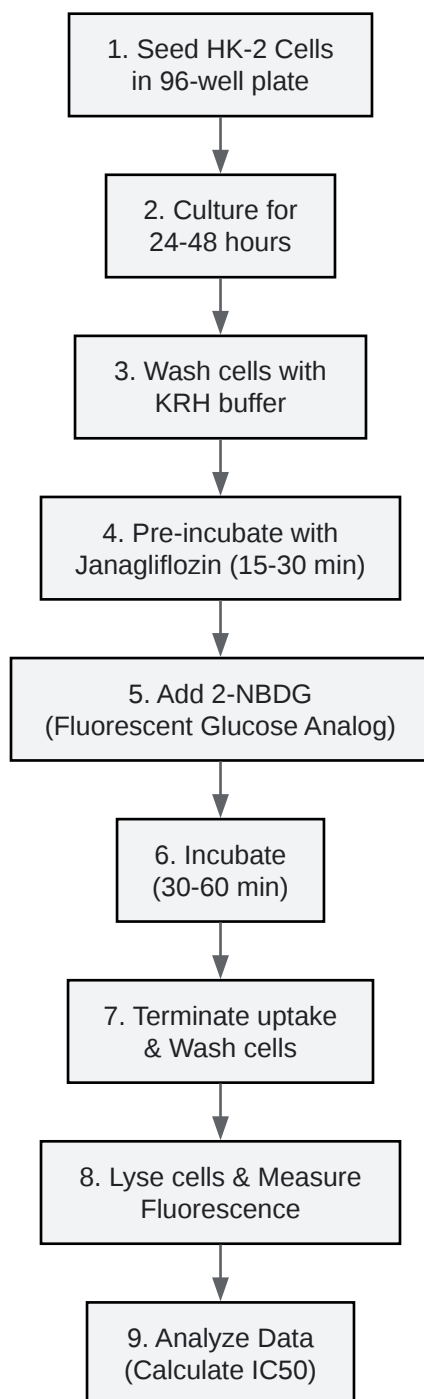 1. Seed HK-2 Cells
in 96-well plate
2. Culture for
24-48 hours
3. Wash cells with
KRH buffer
4. Pre-incubate with
Janagliflozin (15-30 min)
5. Add 2-NBDG
(Fluorescent Glucose Analog)
6. Incubate
(30-60 min)
7. Terminate uptake
& Wash cells
8. Lyse cells & Measure
Fluorescence
9. Analyze Data
(Calculate IC50)